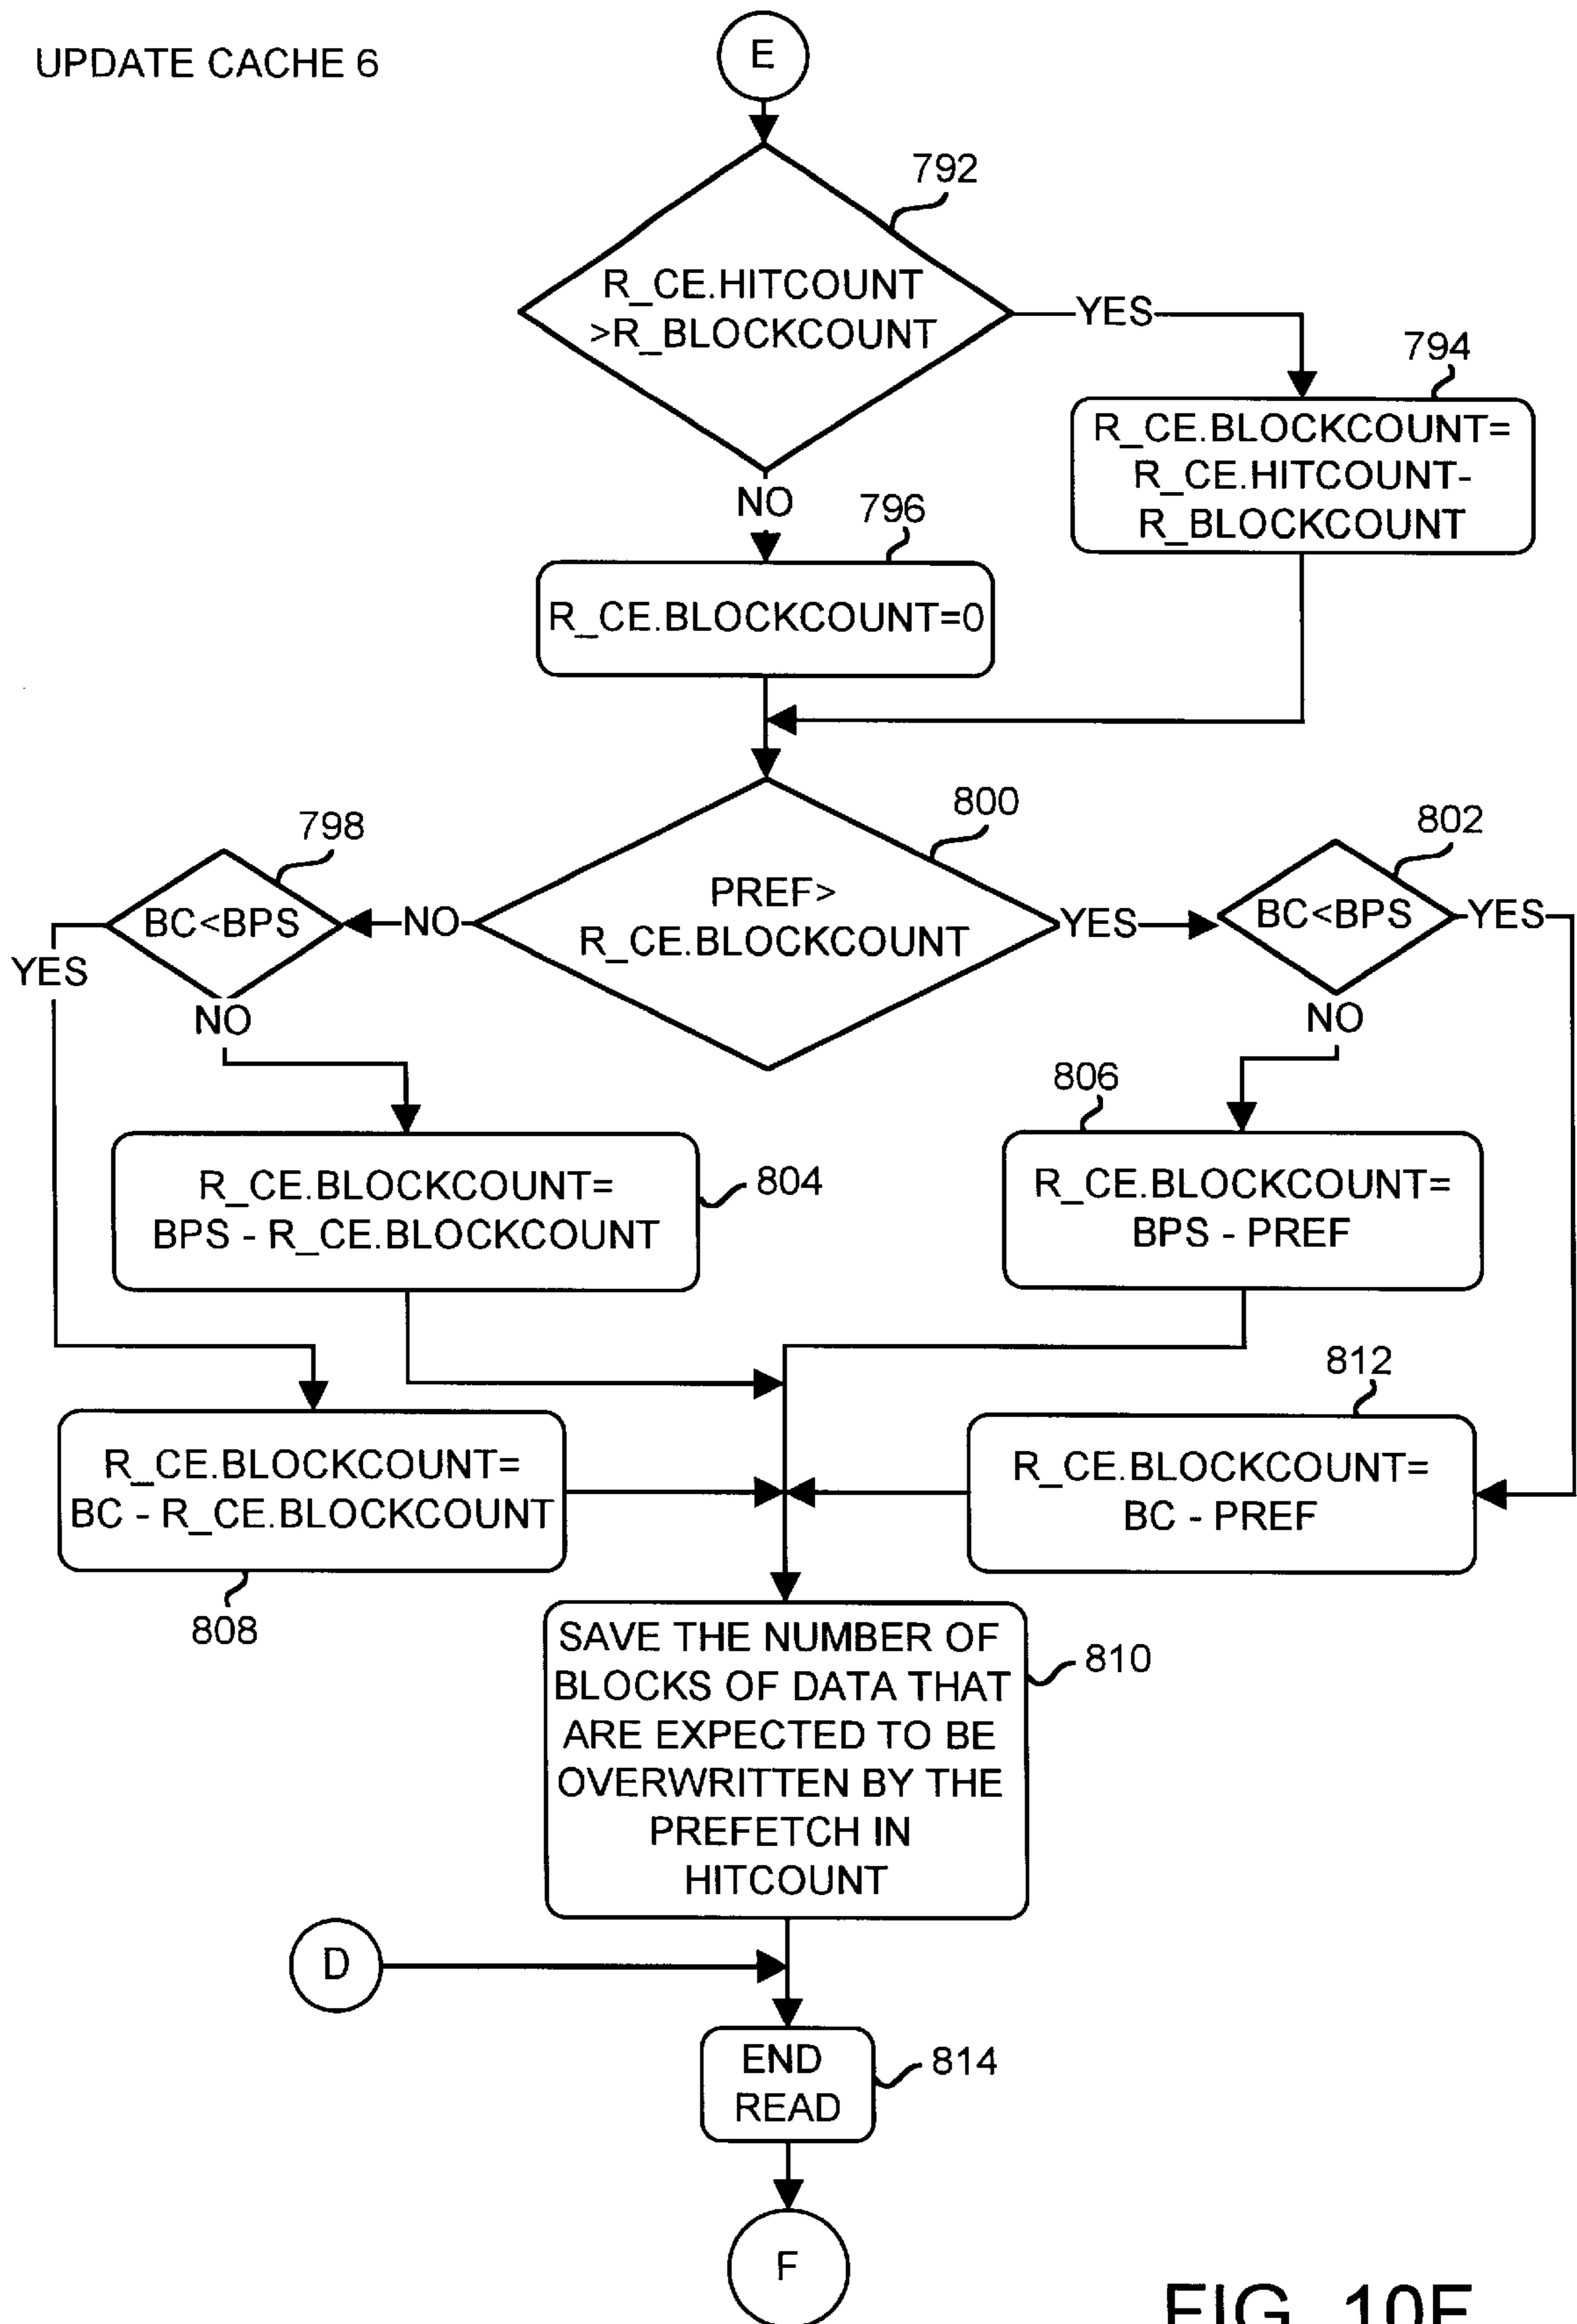 UPDATE CACHE 6
E
792
R_CE.HITCOUNT
>R_BLOCKCOUNT
YES
794
R_CE.BLOCKCOUNT=
R_CE.HITCOUNT-
R_BLOCKCOUNT
NO
796
R_CE.BLOCKCOUNT=0
798
800
802
BC<BPS
NO
PREF>
R_CE.BLOCKCOUNT
YES
BC<BPS
YES
YES
NO
NO
806
R_CE.BLOCKCOUNT=
BPS - R_CE.BLOCKCOUNT
804
R_CE.BLOCKCOUNT=
BPS - PREF
812
R_CE.BLOCKCOUNT=
BC - R_CE.BLOCKCOUNT
R_CE.BLOCKCOUNT=
BC - PREF
808
SAVE THE NUMBER OF
BLOCKS OF DATA THAT
ARE EXPECTED TO BE
OVERWRITTEN BY THE
PREFETCH IN
HITCOUNT
810
D
END
READ
814
F